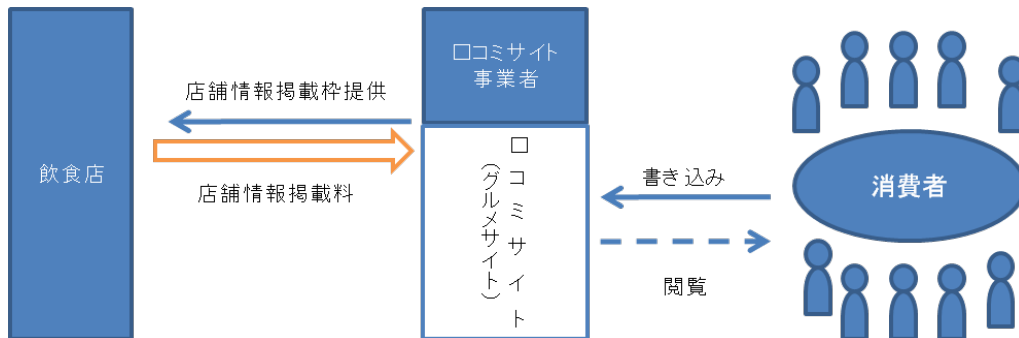 飲食店
店舗情報掲載枠提供
店舗情報掲載料
口コミサイト
事業者
口コミサイト
(グルメサイト)
書き込み
閲覧
消費者